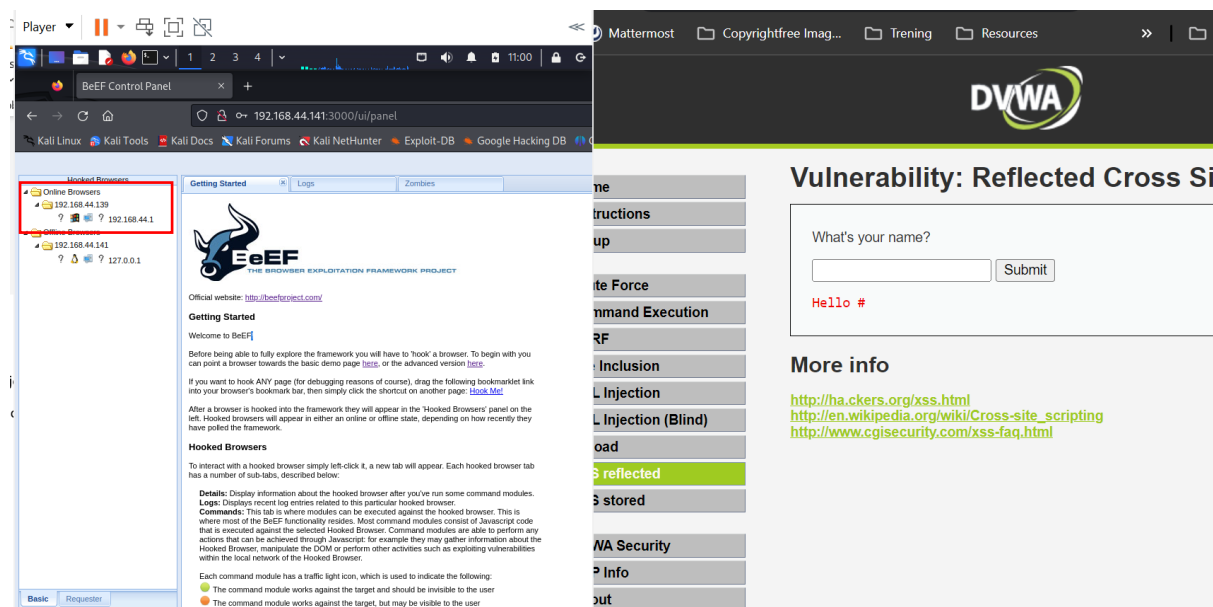 Player
Mattermost
Copyrightfree Imag...
Trening
Resources
»
1 2 3 4
11:00
BeEF Control Panel
192.168.44.141:3000/ui/panel
Kali Linux
Kali Tools
Kali Docs
Kali Forums
Kali NetHunter
Exploit-DB
Google Hacking DB
Hooked Browsers
Online Browsers
192.168.44.139
? ? 192.168.44.1
Offline Browsers
192.168.44.141
? ? 127.0.0.1
Basic
Requester
Getting Started
Logs
Zombies
BeEF
THE BROWSER EXPLOITATION FRAMEWORK PROJECT
Official website: http://beefproject.com/
Getting Started
Welcome to BeEF!
Before being able to fully explore the framework you will have to 'hook' a browser. To begin with you
can point a browser towards the basic demo page here, or the advanced version here.
If you want to hook ANY page (for debugging reasons of course), drag the following bookmarklet link
into your browser's bookmark bar, then simply click the shortcut on another page: Hook Me!
After a browser is hooked into the framework they will appear in the 'Hooked Browsers' panel on the
left. Hooked browsers will appear in either an online or offline state, depending on how recently they
have polled the framework.
Hooked Browsers
To interact with a hooked browser simply left-click it, a new tab will appear. Each hooked browser tab
has a number of sub-tabs, described below:
Details: Display information about the hooked browser after you've run some command modules.
Logs: Displays recent log entries related to this particular hooked browser.
Commands: This tab is where modules can be executed against the hooked browser. This is
where most of the BeEF functionality resides. Most command modules consist of Javascript code
that is executed against the selected Hooked Browser. Command modules are able to perform any
actions that can be achieved through Javascript: for example they may gather information about the
Hooked Browser, manipulate the DOM or perform other activities such as exploiting vulnerabilities
within the local network of the Hooked Browser.
Each command module has a traffic light icon, which is used to indicate the following:
The command module works against the target and should be invisible to the user
The command module works against the target, but may be visible to the user
DVWA
me
tructions
up
te Force
mmand Execution
RF
Inclusion
L Injection
L Injection (Blind)
oad
S reflected
S stored
WA Security
P Info
out
Vulnerability: Reflected Cross Si
What's your name?
Submit
Hello #
More info
http://ha.ckers.org/xss.html
http://en.wikipedia.org/wiki/Cross-site_scripting
http://www.cgisecurity.com/xss-faq.html